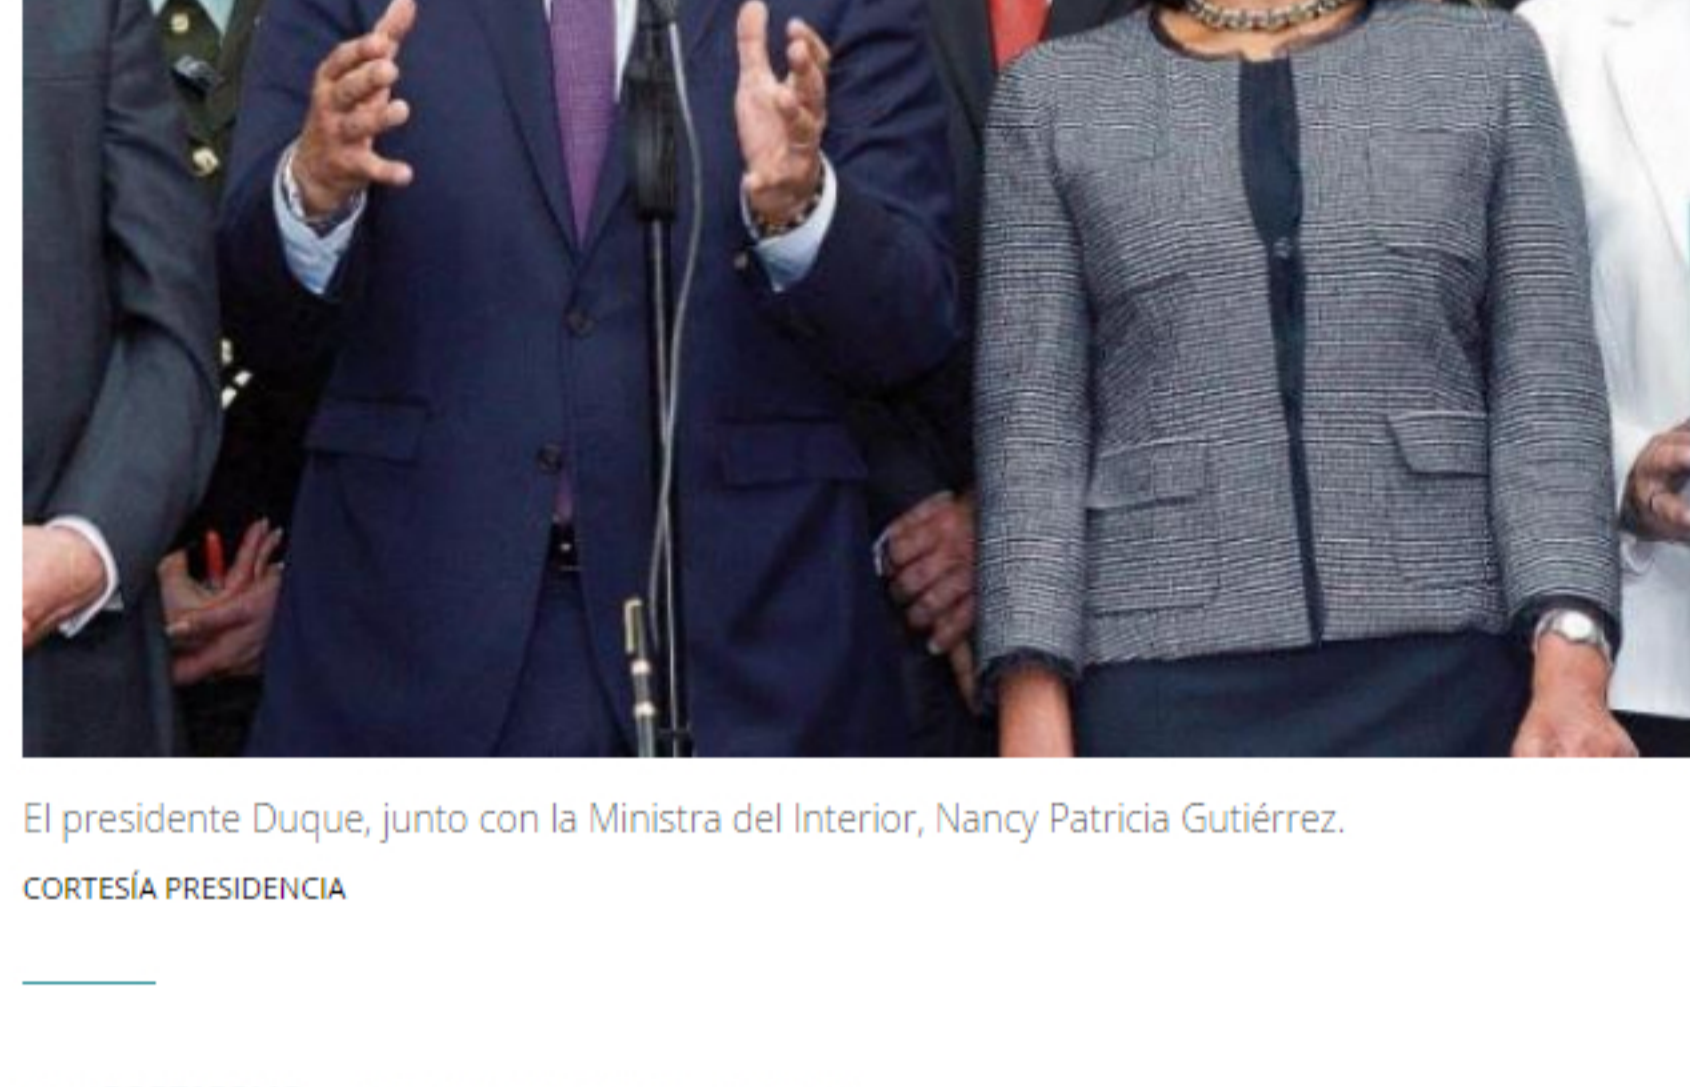 El presidente Duque, junto con la Ministra del Interior, Nancy Patricia Gutiérrez.
CORTESÍA PRESIDENCIA